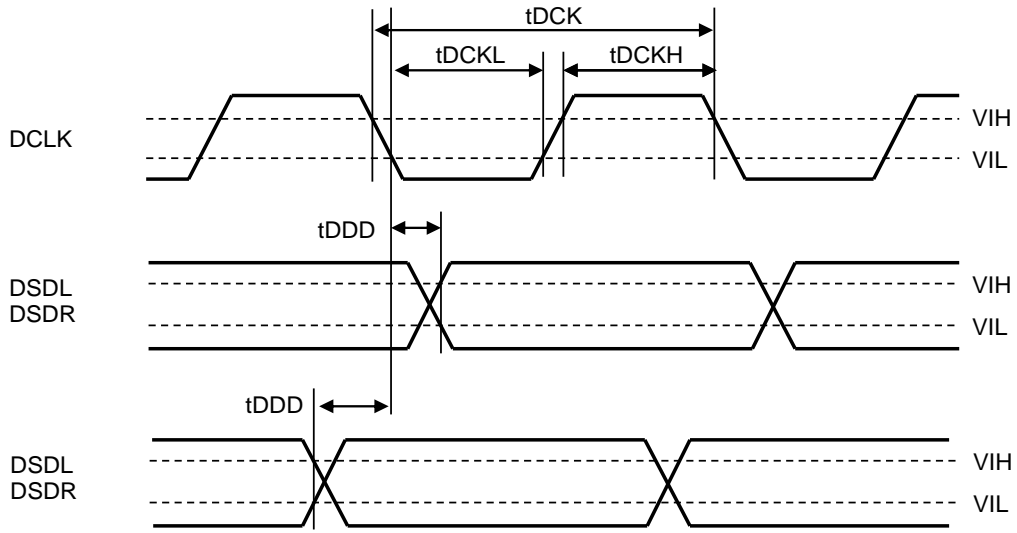 tDCK
tDCKL tDCKH
DCLK
VIH
VIL
tDDD
DSDL
DSDR
VIH
VIL
tDDD
DSDL
DSDR
VIH
VIL